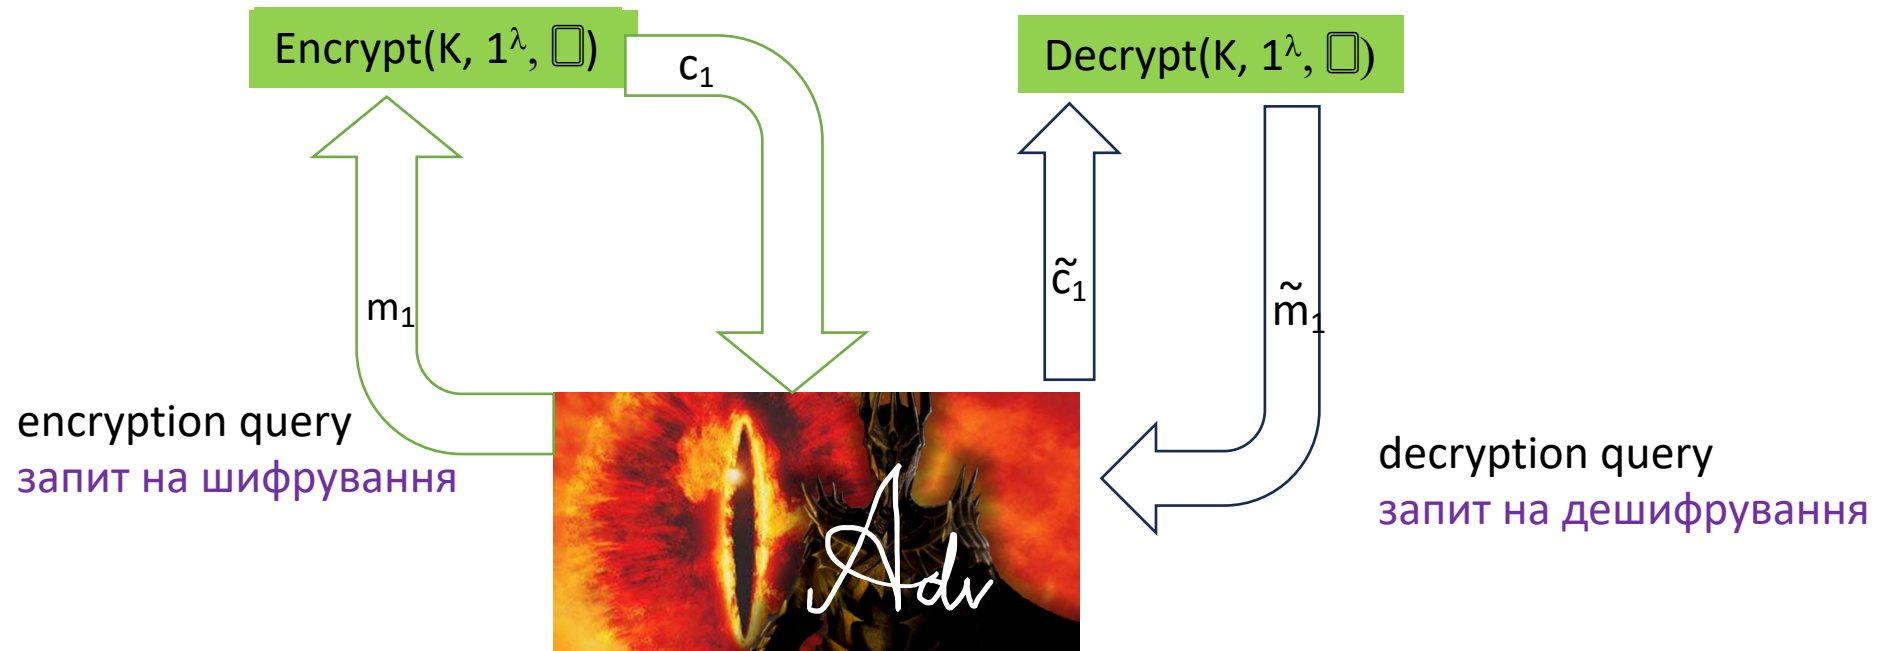 Encrypt(K, 1^λ, □)
c₁
Decrypt(K, 1^λ, □)
m₁
c̃₁
m̃₁
encryption query
запит на шифрування
decryption query
запит на дешифрування
Adv